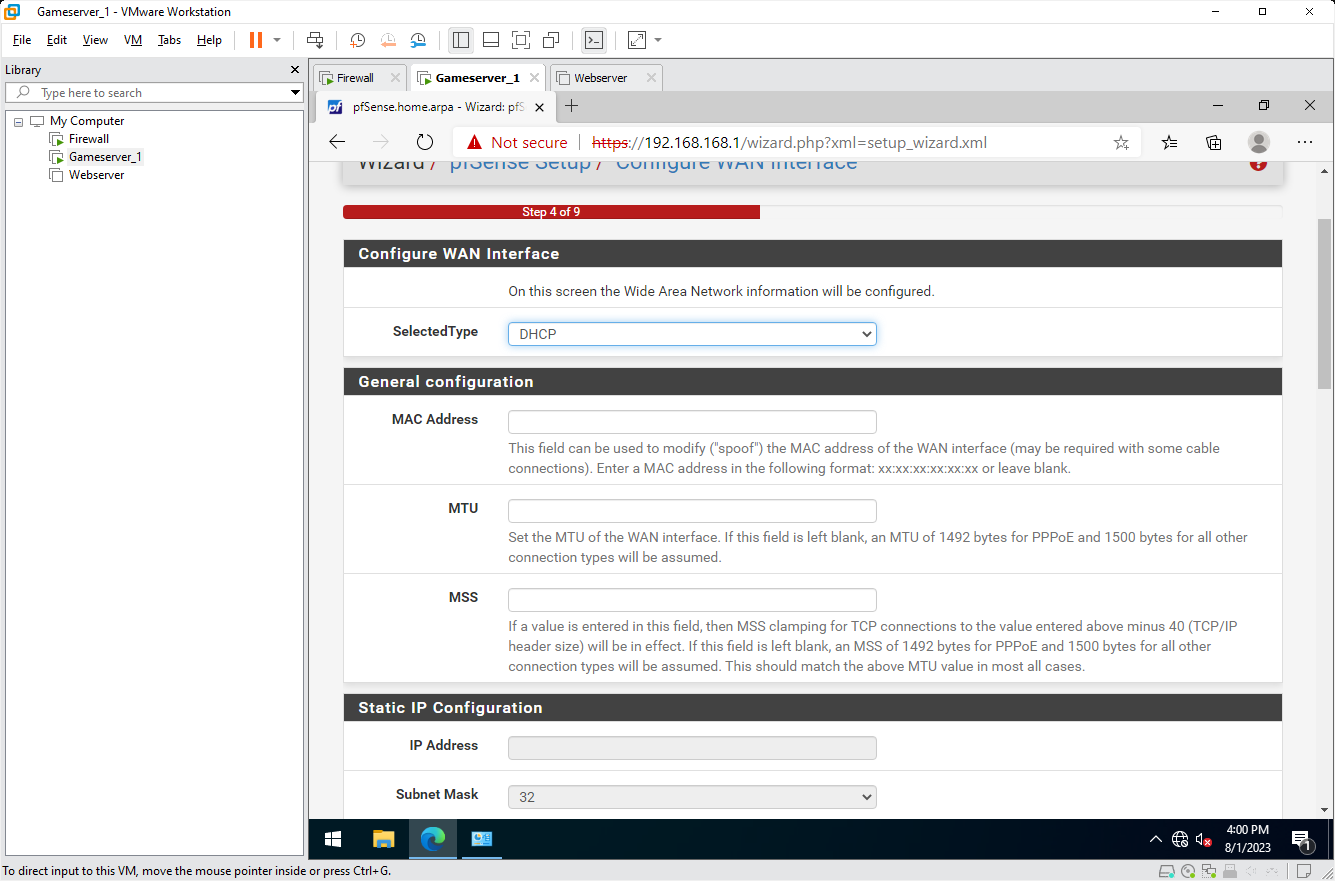 Gameserver_1 - VMware Workstation
File Edit View VM Tabs Help
Library
Type here to search
My Computer
Firewall
Gameserver_1
Webserver
Firewall Gameserver_1 Webserver
pf pfSense.home.arpa - Wizard: pfS
Not secure https://192.168.168.1/wizard.php?xml=setup_wizard.xml
Wizard / pfSense Setup / Configure WAN Interface
Step 4 of 9
Configure WAN Interface
On this screen the Wide Area Network information will be configured.
SelectedType DHCP
General configuration
MAC Address
This field can be used to modify ("spoof") the MAC address of the WAN interface (may be required with some cable
connections). Enter a MAC address in the following format: xx:xx:xx:xx:xx:xx or leave blank.
MTU
Set the MTU of the WAN interface. If this field is left blank, an MTU of 1492 bytes for PPPoE and 1500 bytes for all other
connection types will be assumed.
MSS
If a value is entered in this field, then MSS clamping for TCP connections to the value entered above minus 40 (TCP/IP
header size) will be in effect. If this field is left blank, an MSS of 1492 bytes for PPPoE and 1500 bytes for all other
connection types will be assumed. This should match the above MTU value in most all cases.
Static IP Configuration
IP Address
Subnet Mask 32
4:00 PM
8/1/2023
1
To direct input to this VM, move the mouse pointer inside or press Ctrl+G.